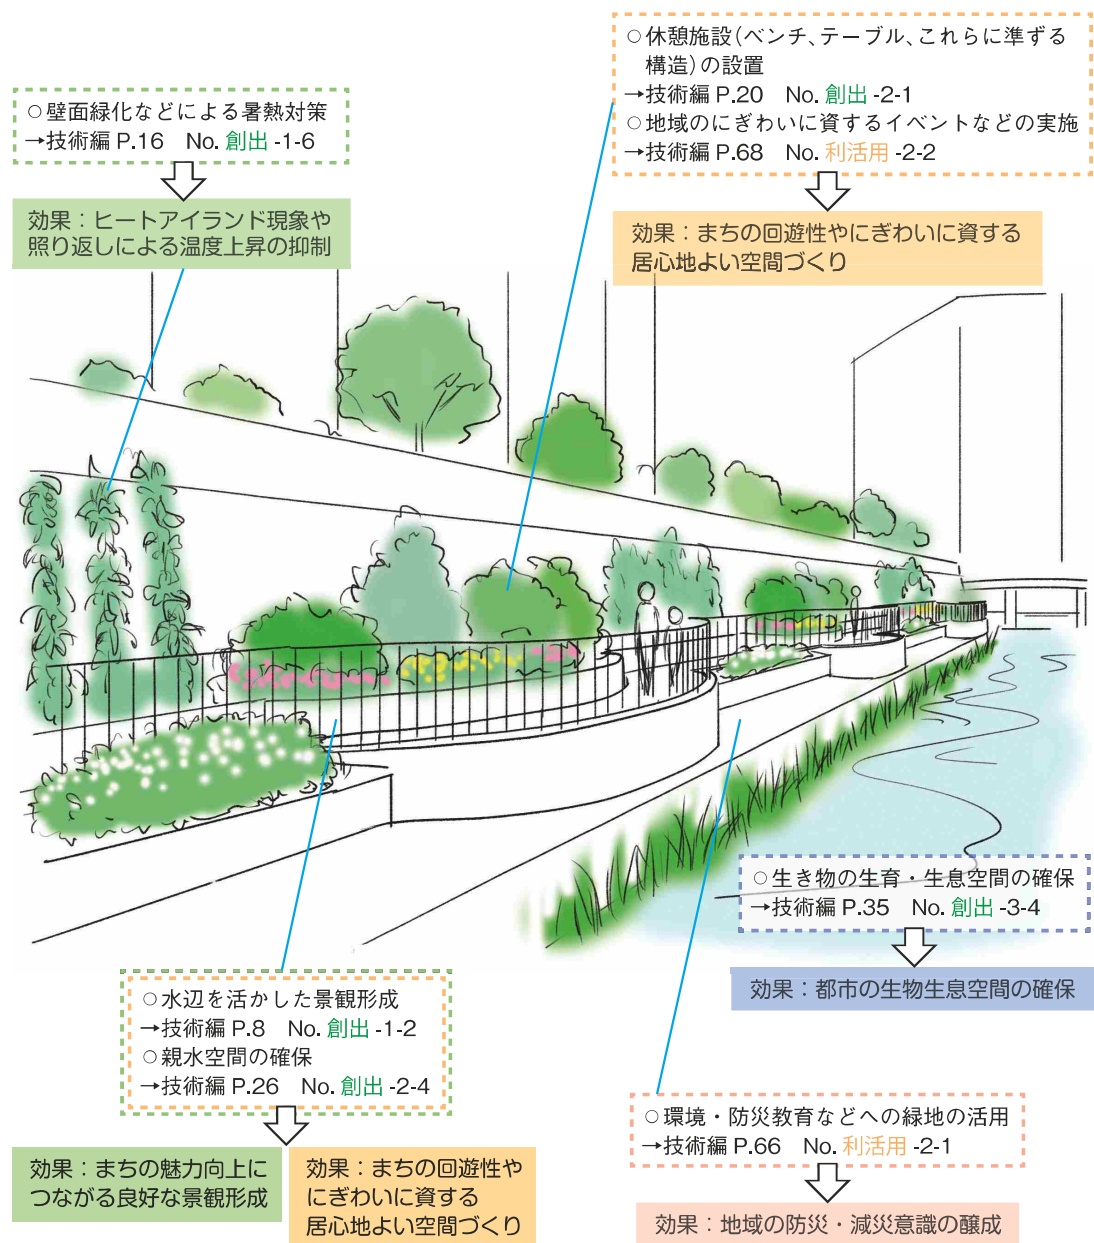 ○休憩施設(ベンチ、テーブル、これらに準ずる
構造)の設置
→技術編 P.20 No. 創出 -2-1
○地域のにぎわいに資するイベントなどの実施
→技術編 P.68 No. 利活用 -2-2
効果：まちの回遊性やにぎわいに資する
居心地よい空間づくり
○壁面緑化などによる暑熱対策
→技術編 P.16 No. 創出 -1-6
効果：ヒートアイランド現象や
照り返しによる温度上昇の抑制
○生き物の生育・生息空間の確保
→技術編 P.35 No. 創出 -3-4
効果：都市の生物生息空間の確保
○水辺を活かした景観形成
→技術編 P.8 No. 創出 -1-2
○親水空間の確保
→技術編 P.26 No. 創出 -2-4
効果：まちの魅力向上に
つながる良好な景観形成
効果：まちの回遊性や
にぎわいに資する
居心地よい空間づくり
○環境・防災教育などへの緑地の活用
→技術編 P.66 No. 利活用 -2-1
効果：地域の防災・減災意識の醸成